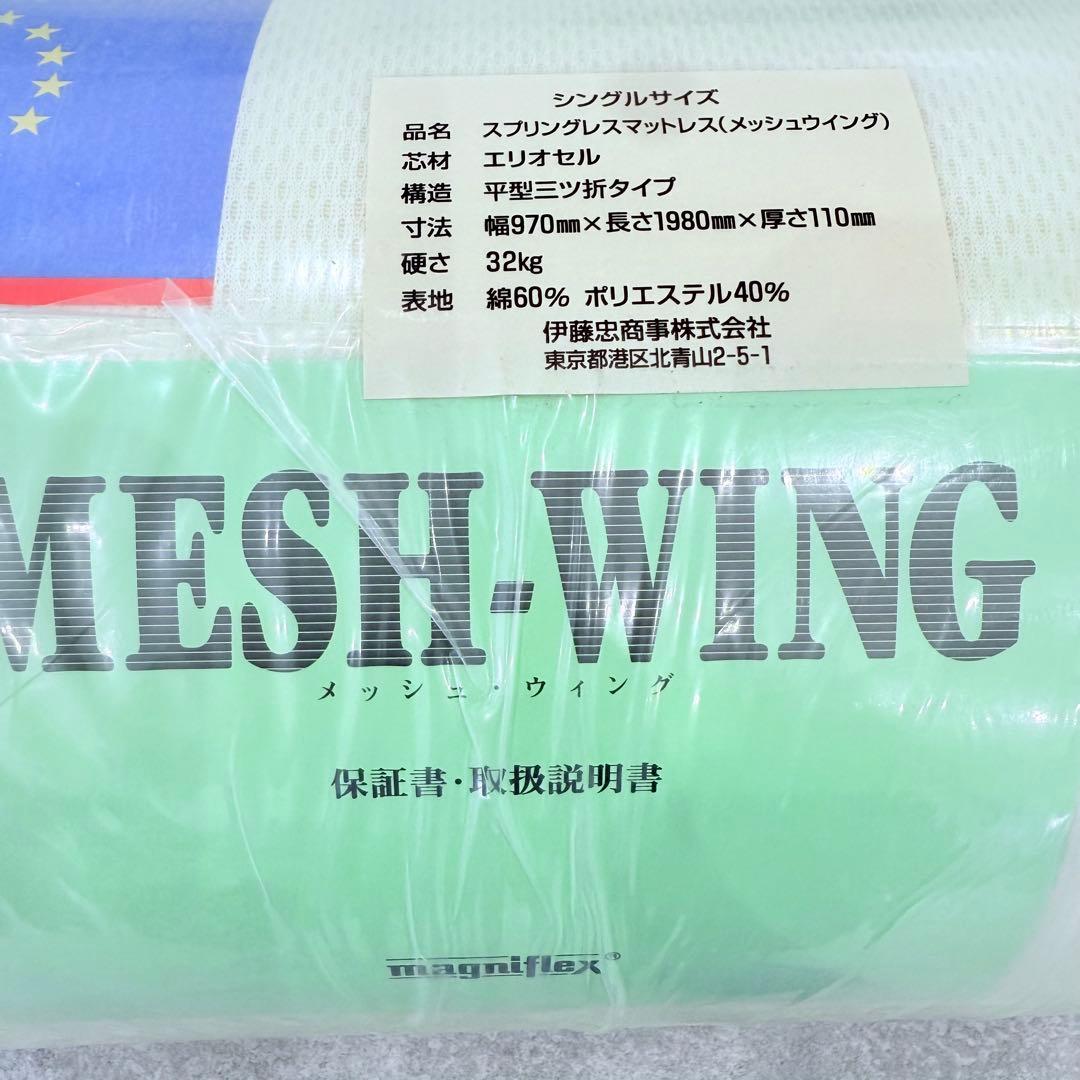 シングルサイズ
品名 スプリングレスマットレス(メッシュウイング)
芯材 エリオセル
構造 平型三ツ折タイプ
寸法 幅970㎜×長さ1980㎜×厚さ110㎜
硬さ 32㎏
表地 綿60% ポリエステル40%
伊藤忠商事株式会社
東京都港区北青山2-5-1
MESH-WING
メッシュ・ウィング
保証書・取扱説明書
magniflex®